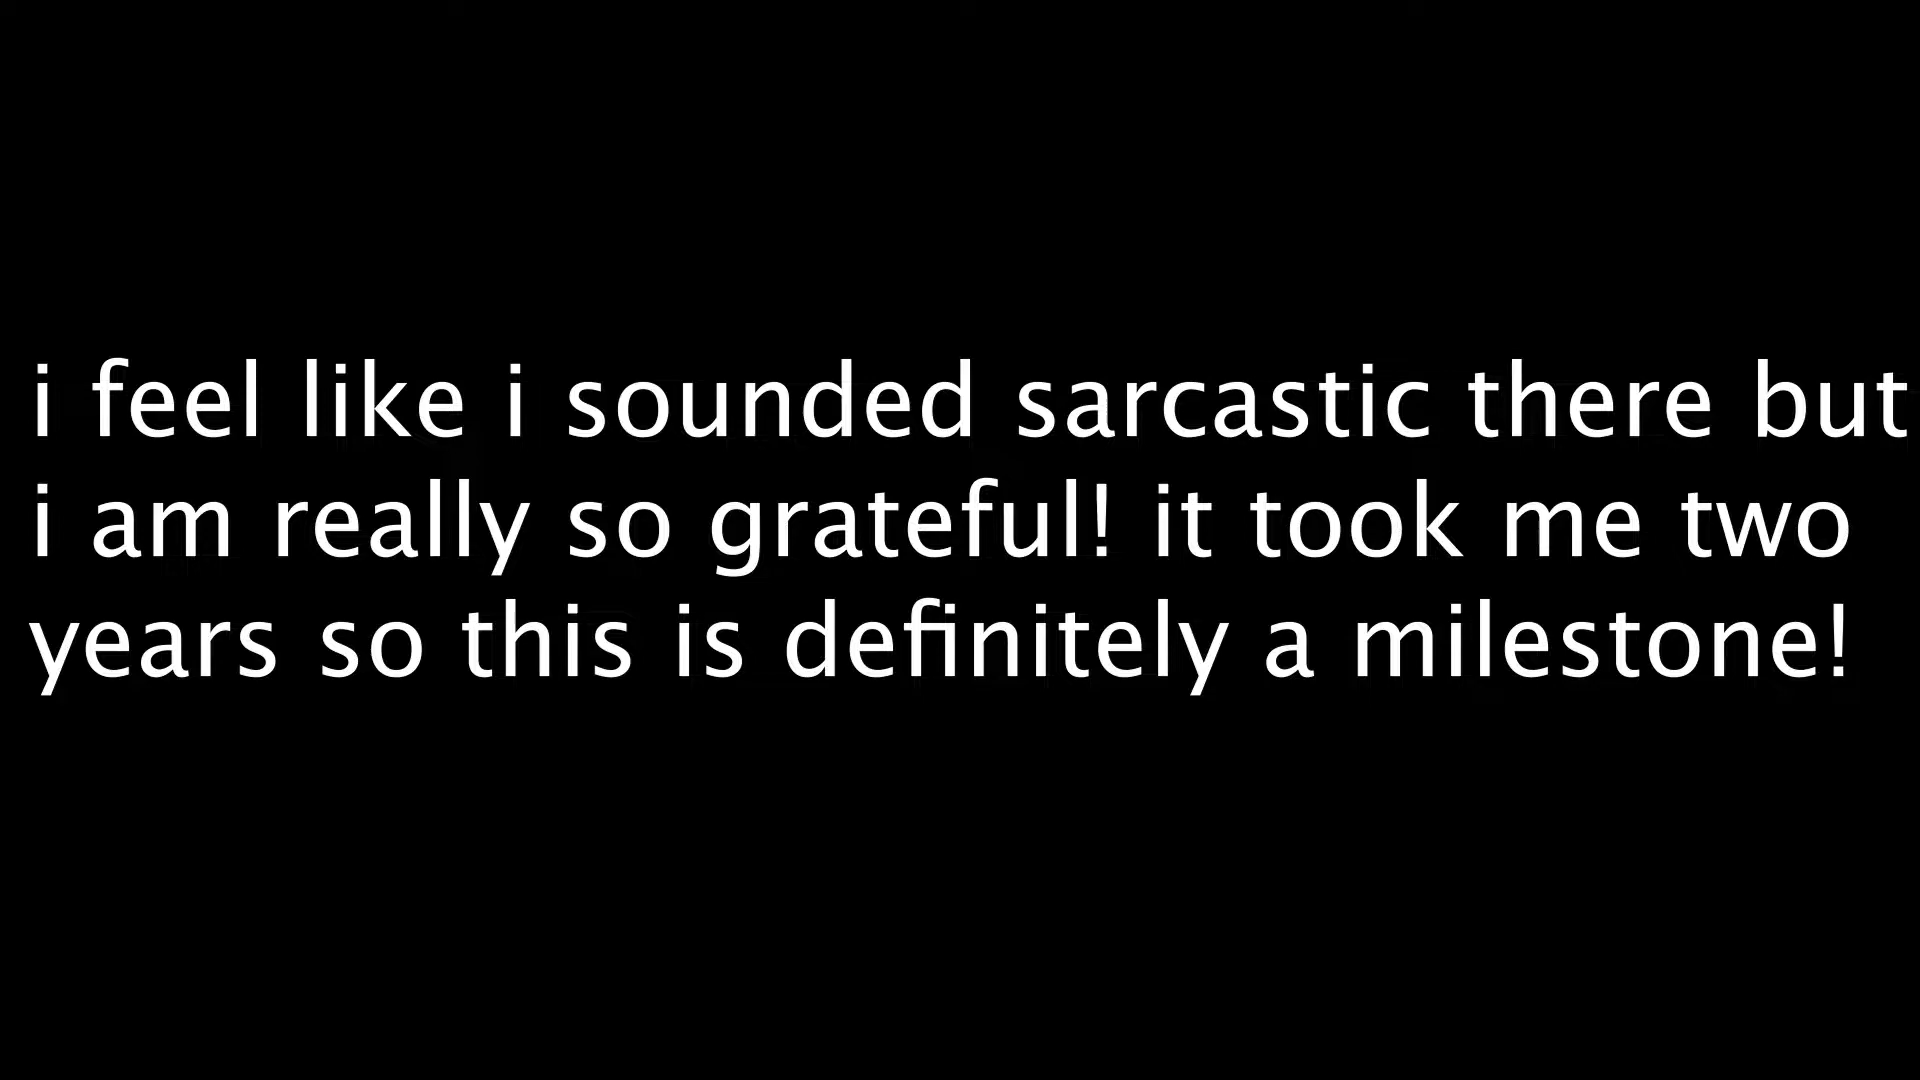 i feel like i sounded sarcastic there but
i am really so grateful! it took me two
years so this is definitely a milestone!